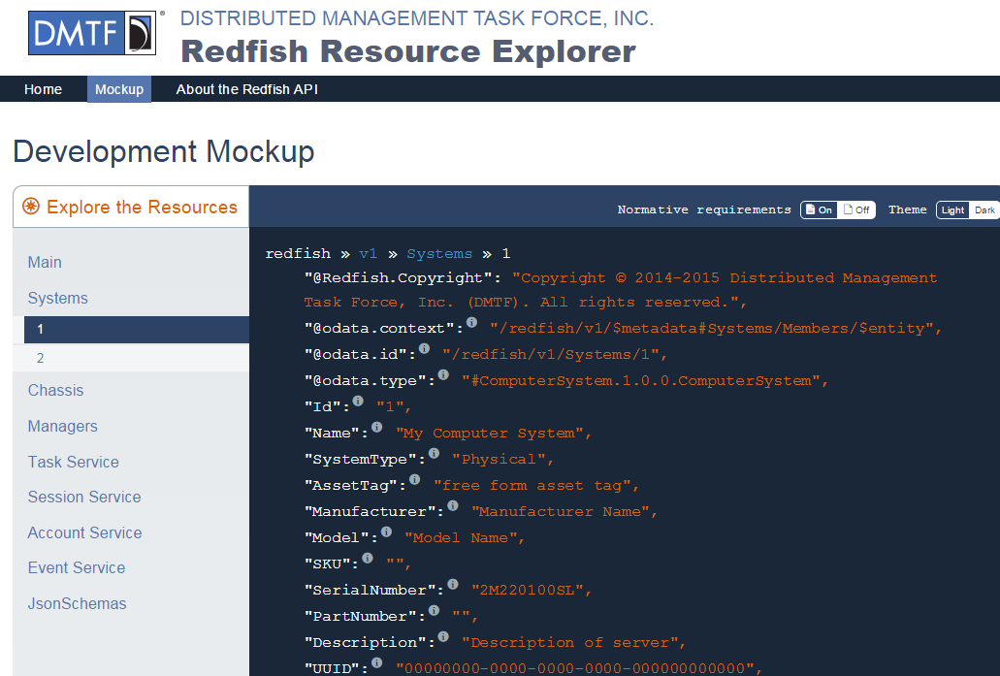 DMTF
®
DISTRIBUTED MANAGEMENT TASK FORCE, INC.
Redfish Resource Explorer
Home Mockup About the Redfish API
Development Mockup
Explore the Resources
Normative requirements On Off Theme Light Dark
Main
Systems
1
2
Chassis
Managers
Task Service
Session Service
Account Service
Event Service
JsonSchemas
redfish » v1 » Systems » 1
"@Redfish.Copyright": "Copyright © 2014-2015 Distributed Management
Task Force, Inc. (DMTF). All rights reserved.",
"@odata.context": "/redfish/v1/$metadata#Systems/Members/$entity",
"@odata.id": "/redfish/v1/Systems/1",
"@odata.type": "#ComputerSystem.1.0.0.ComputerSystem",
"Id": "1",
"Name": "My Computer System",
"SystemType": "Physical",
"AssetTag": "free form asset tag",
"Manufacturer": "Manufacturer Name",
"Model": "Model Name",
"SKU": "",
"SerialNumber": "2M220100SL",
"PartNumber": "",
"Description": "Description of server",
"UUID": "00000000-0000-0000-0000-000000000000",